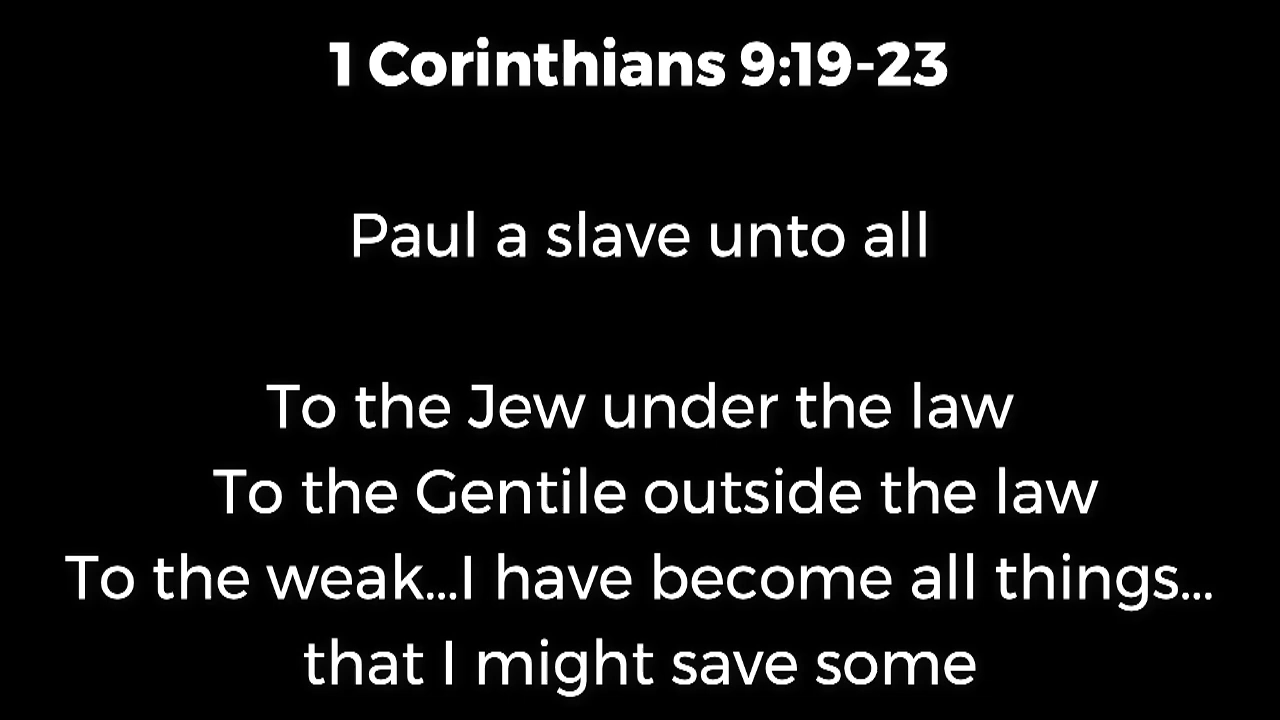 1 Corinthians 9:19-23
Paul a slave unto all
To the Jew under the law
To the Gentile outside the law
To the weak...I have become all things...
that I might save some